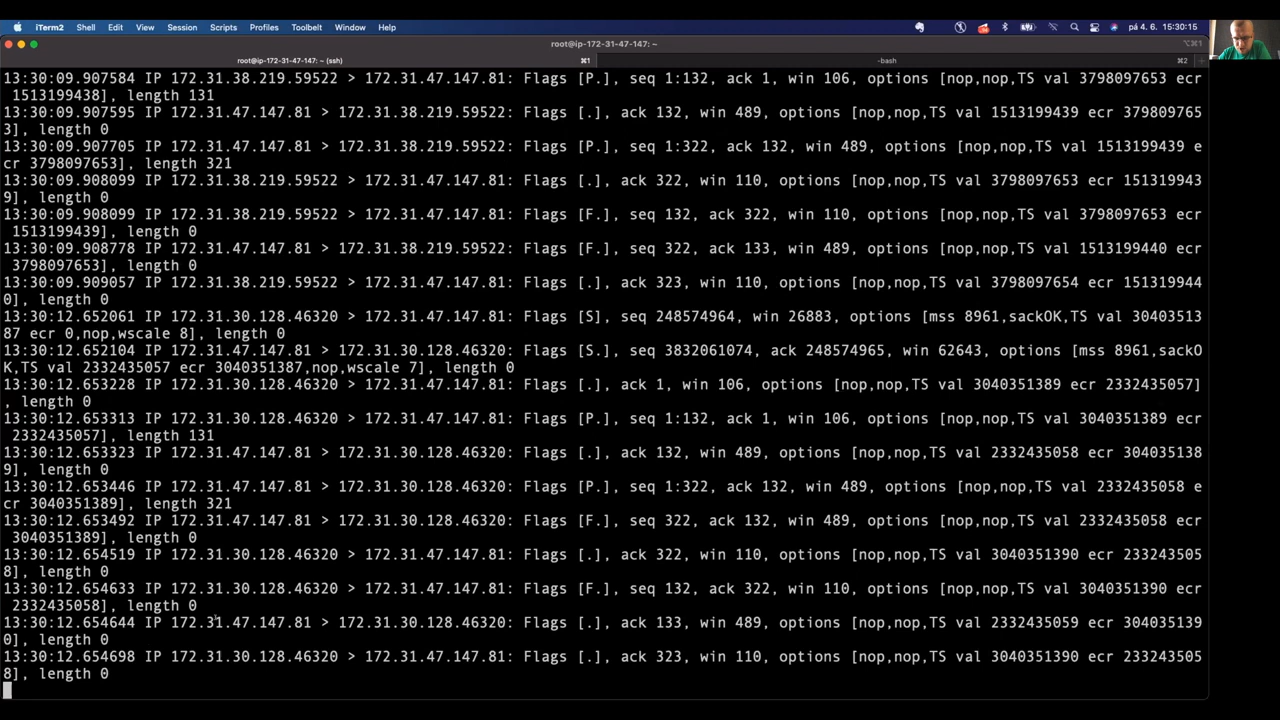 iTerm2 Shell Edit View Session Scripts Profiles Toolbelt Window Help pá 4. 6. 15:30:15
root@ip-172-31-47-147: ~ ⌥⌘1
root@ip-172-31-47-147: ~ (ssh) ⌘1 -bash ⌘2 +
13:30:09.907584 IP 172.31.38.219.59522 > 172.31.47.147.81: Flags [P.], seq 1:132, ack 1, win 106, options [nop,nop,TS val 3798097653 ecr
1513199438], length 131
13:30:09.907595 IP 172.31.47.147.81 > 172.31.38.219.59522: Flags [.], ack 132, win 489, options [nop,nop,TS val 1513199439 ecr 379809765
3], length 0
13:30:09.907705 IP 172.31.47.147.81 > 172.31.38.219.59522: Flags [P.], seq 1:322, ack 132, win 489, options [nop,nop,TS val 1513199439 e
cr 3798097653], length 321
13:30:09.908099 IP 172.31.38.219.59522 > 172.31.47.147.81: Flags [.], ack 322, win 110, options [nop,nop,TS val 3798097653 ecr 151319943
9], length 0
13:30:09.908099 IP 172.31.38.219.59522 > 172.31.47.147.81: Flags [F.], seq 132, ack 322, win 110, options [nop,nop,TS val 3798097653 ecr
1513199439], length 0
13:30:09.908778 IP 172.31.47.147.81 > 172.31.38.219.59522: Flags [F.], seq 322, ack 133, win 489, options [nop,nop,TS val 1513199440 ecr
3798097653], length 0
13:30:09.909057 IP 172.31.38.219.59522 > 172.31.47.147.81: Flags [.], ack 323, win 110, options [nop,nop,TS val 3798097654 ecr 151319944
0], length 0
13:30:12.652061 IP 172.31.30.128.46320 > 172.31.47.147.81: Flags [S], seq 248574964, win 26883, options [mss 8961,sackOK,TS val 30403513
87 ecr 0,nop,wscale 8], length 0
13:30:12.652104 IP 172.31.47.147.81 > 172.31.30.128.46320: Flags [S.], seq 3832061074, ack 248574965, win 62643, options [mss 8961,sackO
K,TS val 2332435057 ecr 3040351387,nop,wscale 7], length 0
13:30:12.653228 IP 172.31.30.128.46320 > 172.31.47.147.81: Flags [.], ack 1, win 106, options [nop,nop,TS val 3040351389 ecr 2332435057]
, length 0
13:30:12.653313 IP 172.31.30.128.46320 > 172.31.47.147.81: Flags [P.], seq 1:132, ack 1, win 106, options [nop,nop,TS val 3040351389 ecr
2332435057], length 131
13:30:12.653323 IP 172.31.47.147.81 > 172.31.30.128.46320: Flags [.], ack 132, win 489, options [nop,nop,TS val 2332435058 ecr 304035138
9], length 0
13:30:12.653446 IP 172.31.47.147.81 > 172.31.30.128.46320: Flags [P.], seq 1:322, ack 132, win 489, options [nop,nop,TS val 2332435058 e
cr 3040351389], length 321
13:30:12.653492 IP 172.31.47.147.81 > 172.31.30.128.46320: Flags [F.], seq 322, ack 132, win 489, options [nop,nop,TS val 2332435058 ecr
3040351389], length 0
13:30:12.654519 IP 172.31.30.128.46320 > 172.31.47.147.81: Flags [.], ack 322, win 110, options [nop,nop,TS val 3040351390 ecr 233243505
8], length 0
13:30:12.654633 IP 172.31.30.128.46320 > 172.31.47.147.81: Flags [F.], seq 132, ack 322, win 110, options [nop,nop,TS val 3040351390 ecr
2332435058], length 0
13:30:12.654644 IP 172.31.47.147.81 > 172.31.30.128.46320: Flags [.], ack 133, win 489, options [nop,nop,TS val 2332435059 ecr 304035139
0], length 0
13:30:12.654698 IP 172.31.30.128.46320 > 172.31.47.147.81: Flags [.], ack 323, win 110, options [nop,nop,TS val 3040351390 ecr 233243505
8], length 0